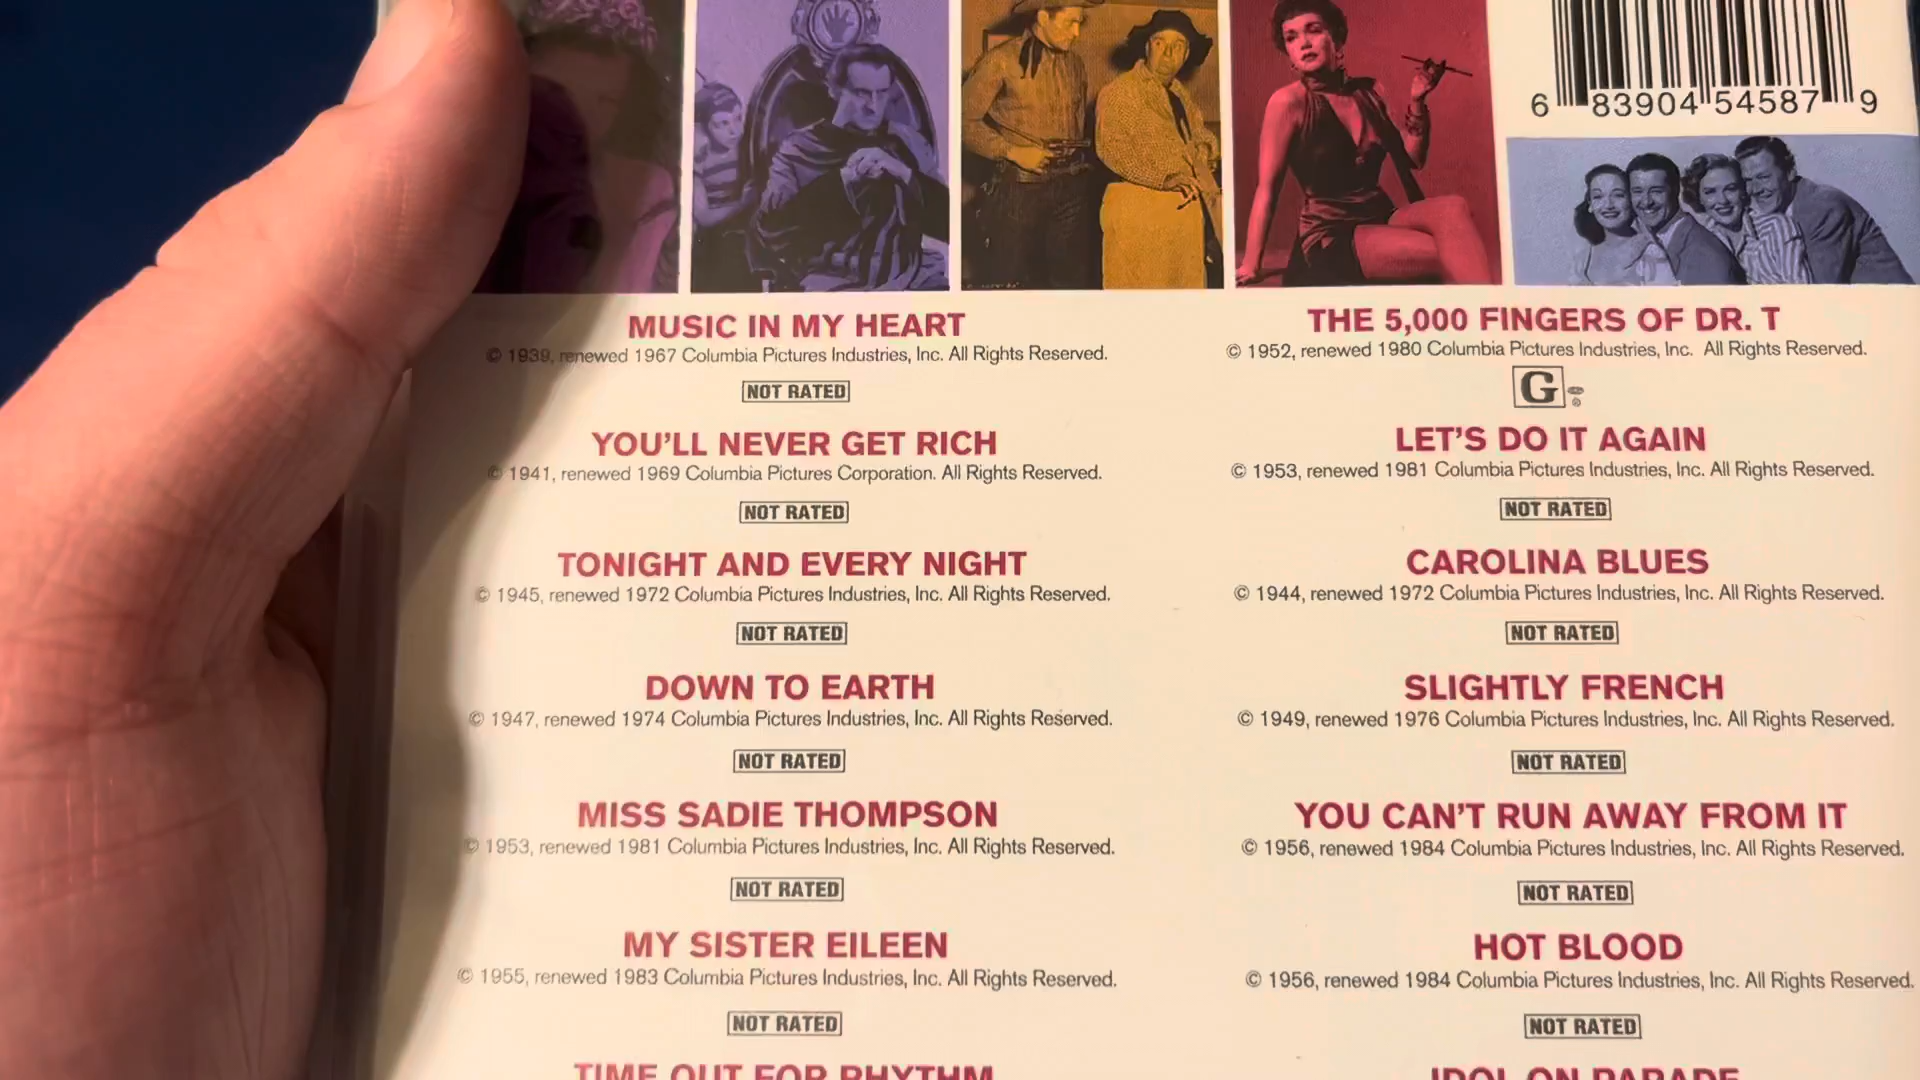 6 83904 54587 9
MUSIC IN MY HEART
© 1939, renewed 1967 Columbia Pictures Industries, Inc. All Rights Reserved.
NOT RATED
YOU'LL NEVER GET RICH
© 1941, renewed 1969 Columbia Pictures Corporation. All Rights Reserved.
NOT RATED
TONIGHT AND EVERY NIGHT
© 1945, renewed 1972 Columbia Pictures Industries, Inc. All Rights Reserved.
NOT RATED
DOWN TO EARTH
© 1947, renewed 1974 Columbia Pictures Industries, Inc. All Rights Reserved.
NOT RATED
MISS SADIE THOMPSON
© 1953, renewed 1981 Columbia Pictures Industries, Inc. All Rights Reserved.
NOT RATED
MY SISTER EILEEN
© 1955, renewed 1983 Columbia Pictures Industries, Inc. All Rights Reserved.
NOT RATED
TIME OUT FOR RHYTHM
THE 5,000 FINGERS OF DR. T
© 1952, renewed 1980 Columbia Pictures Industries, Inc. All Rights Reserved.
G
LET'S DO IT AGAIN
© 1953, renewed 1981 Columbia Pictures Industries, Inc. All Rights Reserved.
NOT RATED
CAROLINA BLUES
© 1944, renewed 1972 Columbia Pictures Industries, Inc. All Rights Reserved.
NOT RATED
SLIGHTLY FRENCH
© 1949, renewed 1976 Columbia Pictures Industries, Inc. All Rights Reserved.
NOT RATED
YOU CAN'T RUN AWAY FROM IT
© 1956, renewed 1984 Columbia Pictures Industries, Inc. All Rights Reserved.
NOT RATED
HOT BLOOD
© 1956, renewed 1984 Columbia Pictures Industries, Inc. All Rights Reserved.
NOT RATED
IDOL ON PARADE